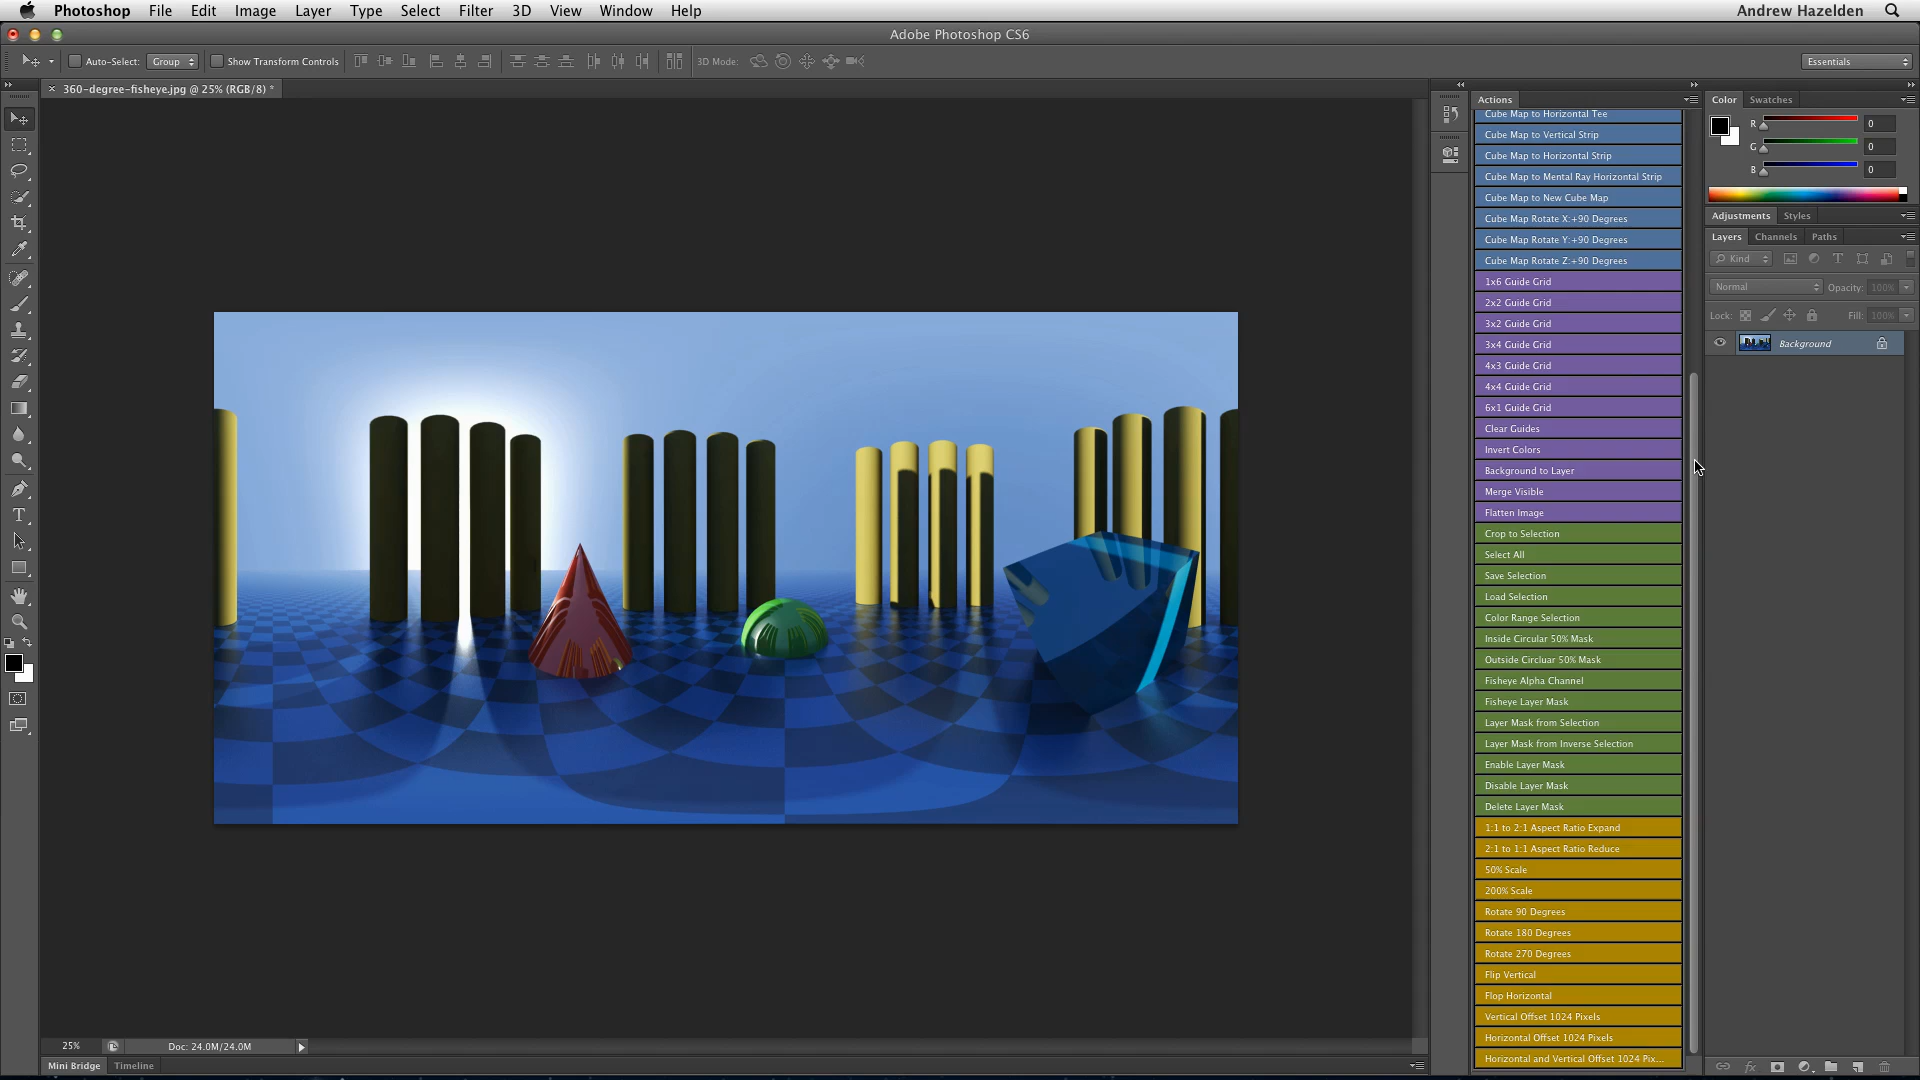 Photoshop File Edit Image Layer Type Select Filter 3D View Window Help Andrew Hazelden
Adobe Photoshop CS6
Auto-Select: Group Show Transform Controls 3D Mode: Essentials
360-degree-fisheye.jpg @ 25% (RGB/8) *
Actions
Cube Map to Horizontal Tee
Cube Map to Vertical Strip
Cube Map to Horizontal Strip
Cube Map to Mental Ray Horizontal Strip
Cube Map to New Cube Map
Cube Map Rotate X:+90 Degrees
Cube Map Rotate Y:+90 Degrees
Cube Map Rotate Z:+90 Degrees
1x6 Guide Grid
2x2 Guide Grid
3x2 Guide Grid
3x4 Guide Grid
4x3 Guide Grid
4x4 Guide Grid
6x1 Guide Grid
Clear Guides
Invert Colors
Background to Layer
Merge Visible
Flatten Image
Crop to Selection
Select All
Save Selection
Load Selection
Color Range Selection
Inside Circular 50% Mask
Outside Circluar 50% Mask
Fisheye Alpha Channel
Fisheye Layer Mask
Layer Mask from Selection
Layer Mask from Inverse Selection
Enable Layer Mask
Disable Layer Mask
Delete Layer Mask
1:1 to 2:1 Aspect Ratio Expand
2:1 to 1:1 Aspect Ratio Reduce
50% Scale
200% Scale
Rotate 90 Degrees
Rotate 180 Degrees
Rotate 270 Degrees
Flip Vertical
Flop Horizontal
Vertical Offset 1024 Pixels
Horizontal Offset 1024 Pixels
Horizontal and Vertical Offset 1024 Pix...
Color Swatches
R 0
G 0
B 0
Adjustments Styles
Layers Channels Paths
Kind
Normal Opacity: 100%
Lock: Fill: 100%
Background
25% Doc: 24.0M/24.0M
Mini Bridge Timeline